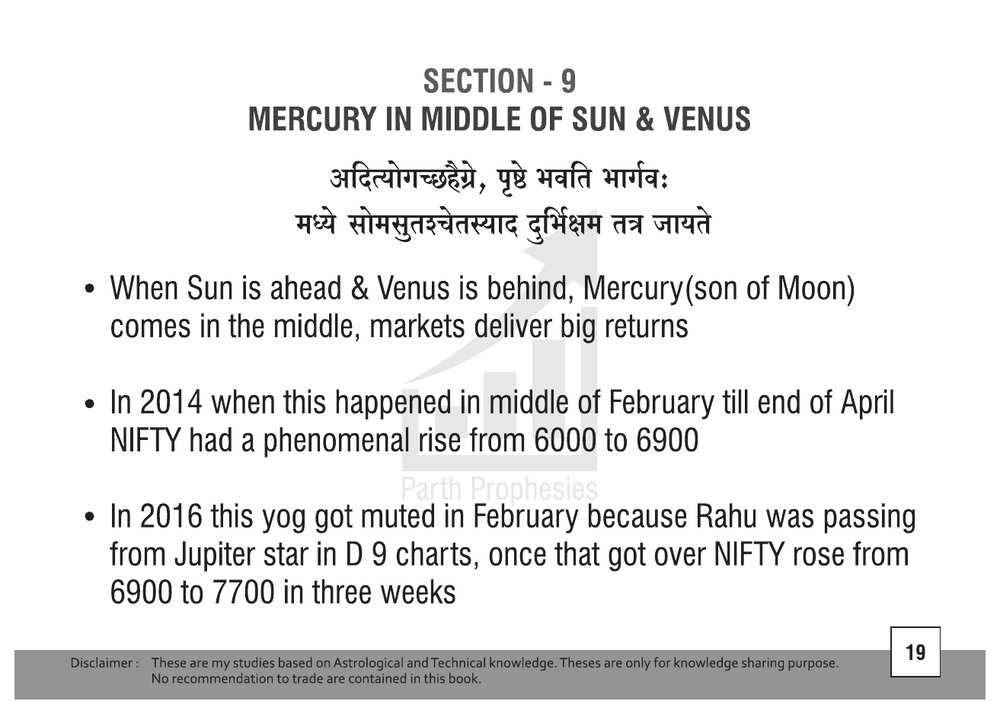 SECTION - 9
MERCURY IN MIDDLE OF SUN & VENUS
अदित्योगच्छहैग्रे, पृष्ठे भवति भार्गवः
मध्ये सोमसुतश्चेतस्याद दुर्भिक्षम तत्र जायते
• When Sun is ahead & Venus is behind, Mercury(son of Moon)
comes in the middle, markets deliver big returns
• In 2014 when this happened in middle of February till end of April
NIFTY had a phenomenal rise from 6000 to 6900
Parth Prophesies
• In 2016 this yog got muted in February because Rahu was passing
from Jupiter star in D 9 charts, once that got over NIFTY rose from
6900 to 7700 in three weeks
19
Disclaimer : These are my studies based on Astrological and Technical knowledge. Theses are only for knowledge sharing purpose.
No recommendation to trade are contained in this book.